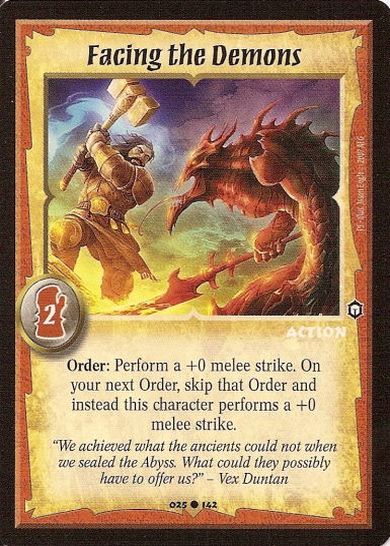 Facing the Demons
2
ACTION
Order: Perform a +0 melee strike. On
your next Order, skip that Order and
instead this character performs a +0
melee strike.
"We achieved what the ancients could not when
we sealed the Abyss. What could they possibly
have to offer us?" – Vex Duntan
025 ● 142